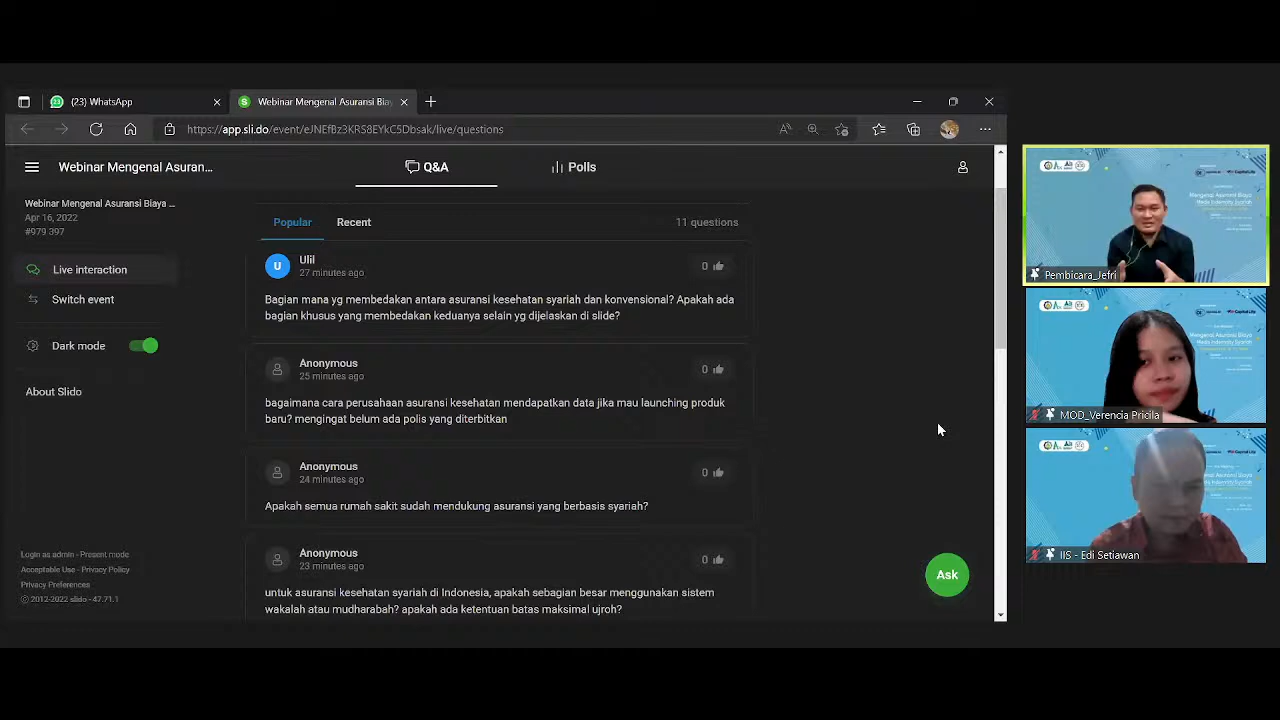 (23) WhatsApp
Webinar Mengenal Asuransi Bia
https://app.sli.do/event/eJNEfBz3KRS8EYkC5Dbsak/live/questions
Webinar Mengenal Asuran...
Q&A
Polls
Webinar Mengenal Asuransi Biaya ...
Apr 16, 2022
#979 397
Live interaction
Switch event
Dark mode
About Slido
Login as admin - Present mode
Acceptable Use - Privacy Policy
Privacy Preferences
© 2012-2022 slido - 47.71.1
Popular
Recent
11 questions
U
Ulil
27 minutes ago
0
Bagian mana yg membedakan antara asuransi kesehatan syariah dan konvensional? Apakah ada
bagian khusus yang membedakan keduanya selain yg dijelaskan di slide?
Anonymous
25 minutes ago
0
bagaimana cara perusahaan asuransi kesehatan mendapatkan data jika mau launching produk
baru? mengingat belum ada polis yang diterbitkan
Anonymous
24 minutes ago
0
Apakah semua rumah sakit sudah mendukung asuransi yang berbasis syariah?
Anonymous
23 minutes ago
0
untuk asuransi kesehatan syariah di Indonesia, apakah sebagian besar menggunakan sistem
wakalah atau mudharabah? apakah ada ketentuan batas maksimal ujroh?
Ask
Mengenal Asuransi Biaya
Medis Indemnity Syariah
Pembicara_Jefri
MOD_Verencia Pricila
IIS - Edi Setiawan